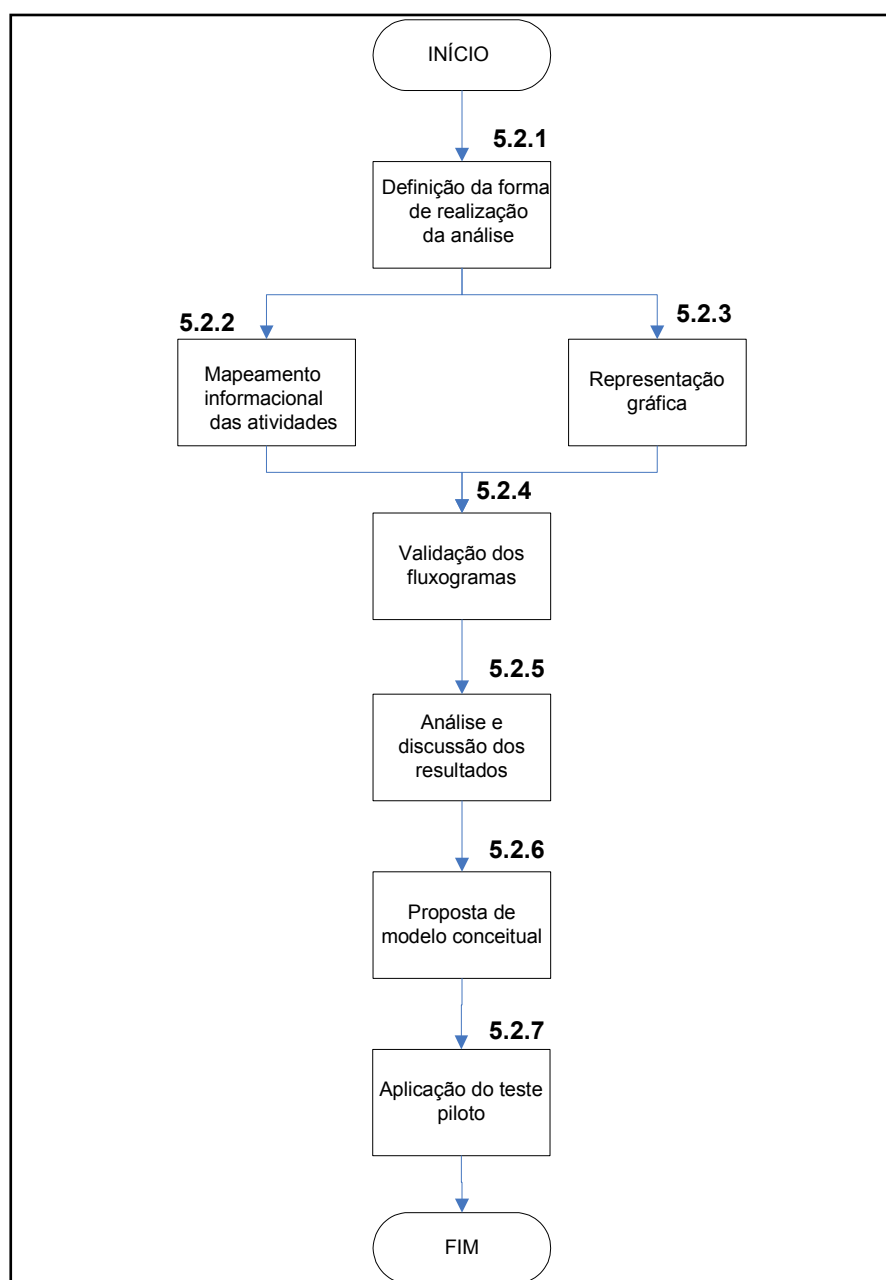 INÍCIO
5.2.1
Definição da forma
de realização
da análise
5.2.2
Mapeamento
informacional
das atividades
5.2.3
Representação
gráfica
5.2.4
Validação dos
fluxogramas
5.2.5
Análise e
discussão dos
resultados
5.2.6
Proposta de
modelo conceitual
5.2.7
Aplicação do teste
piloto
FIM